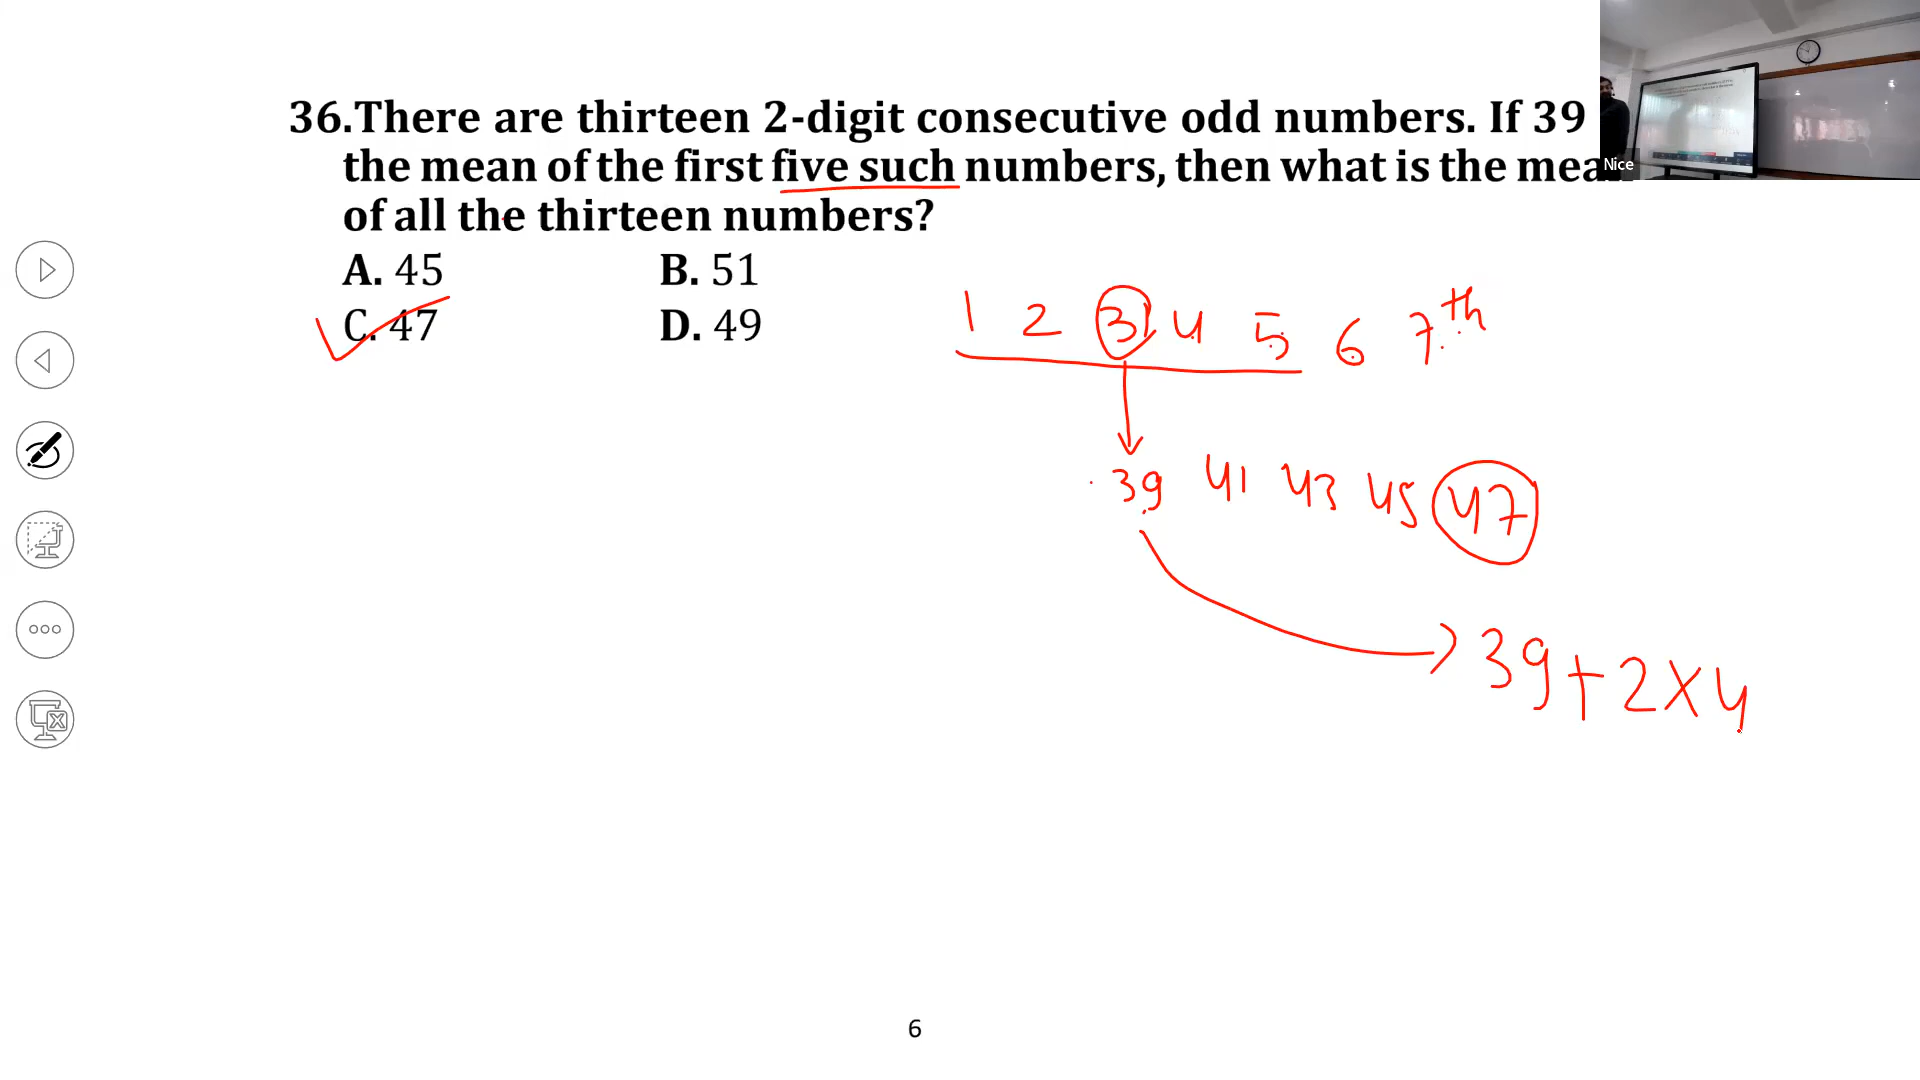 36.There are thirteen 2-digit consecutive odd numbers. If 39
the mean of the first five such numbers, then what is the mea
of all the thirteen numbers?
A. 45 B. 51
C. 47 D. 49
1 2 3 4 5 6 7th
39 41 43 45 47
39+2×4
Nice
6